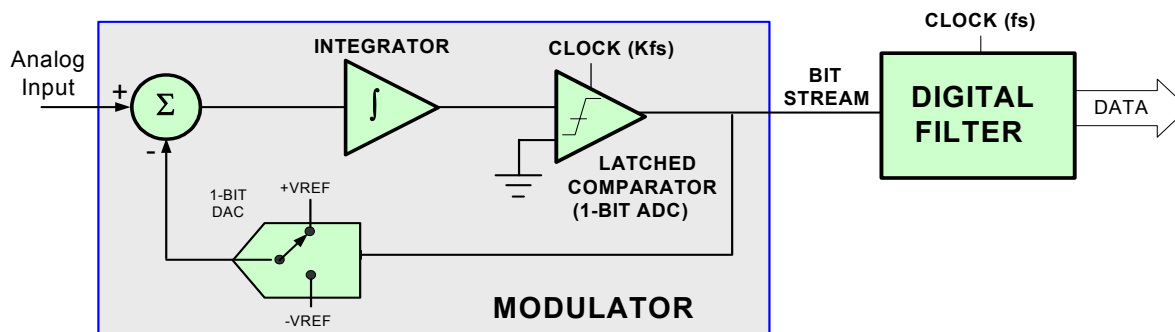 Analog
Input
+
-
Σ
INTEGRATOR
∫
CLOCK (Kfs)
LATCHED
COMPARATOR
(1-BIT ADC)
1-BIT
DAC
+VREF
-VREF
MODULATOR
BIT
STREAM
CLOCK (fs)
DIGITAL
FILTER
DATA